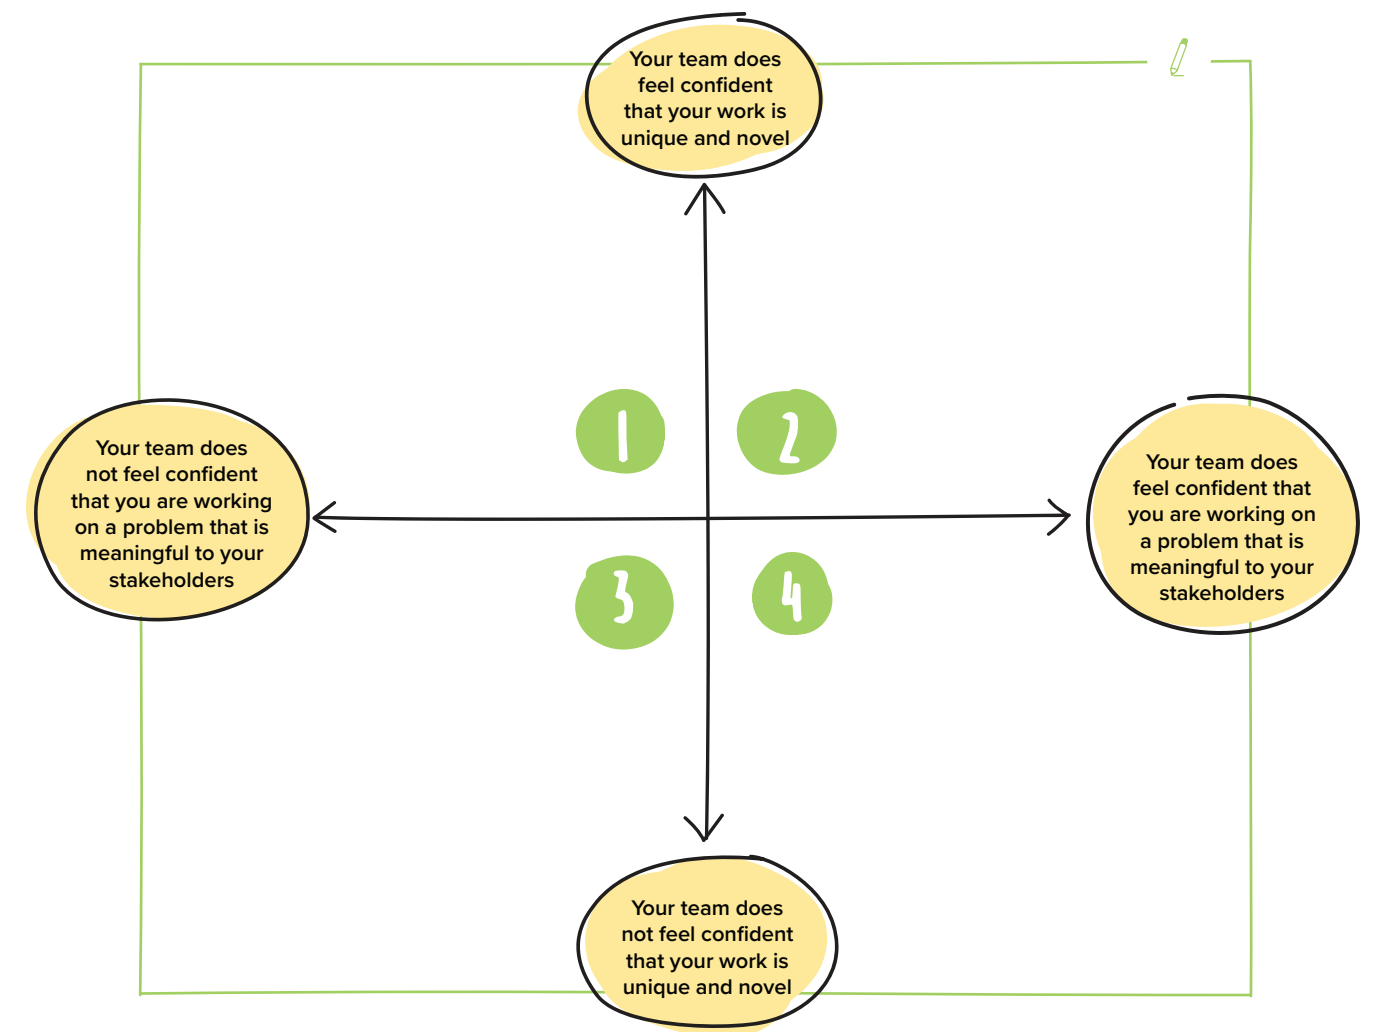 Your team does
feel confident
that your work is
unique and novel
1
2
Your team does
not feel confident
that you are working
on a problem that is
meaningful to your
stakeholders
Your team does
feel confident that
you are working on
a problem that is
meaningful to your
stakeholders
3
4
Your team does
not feel confident
that your work is
unique and novel